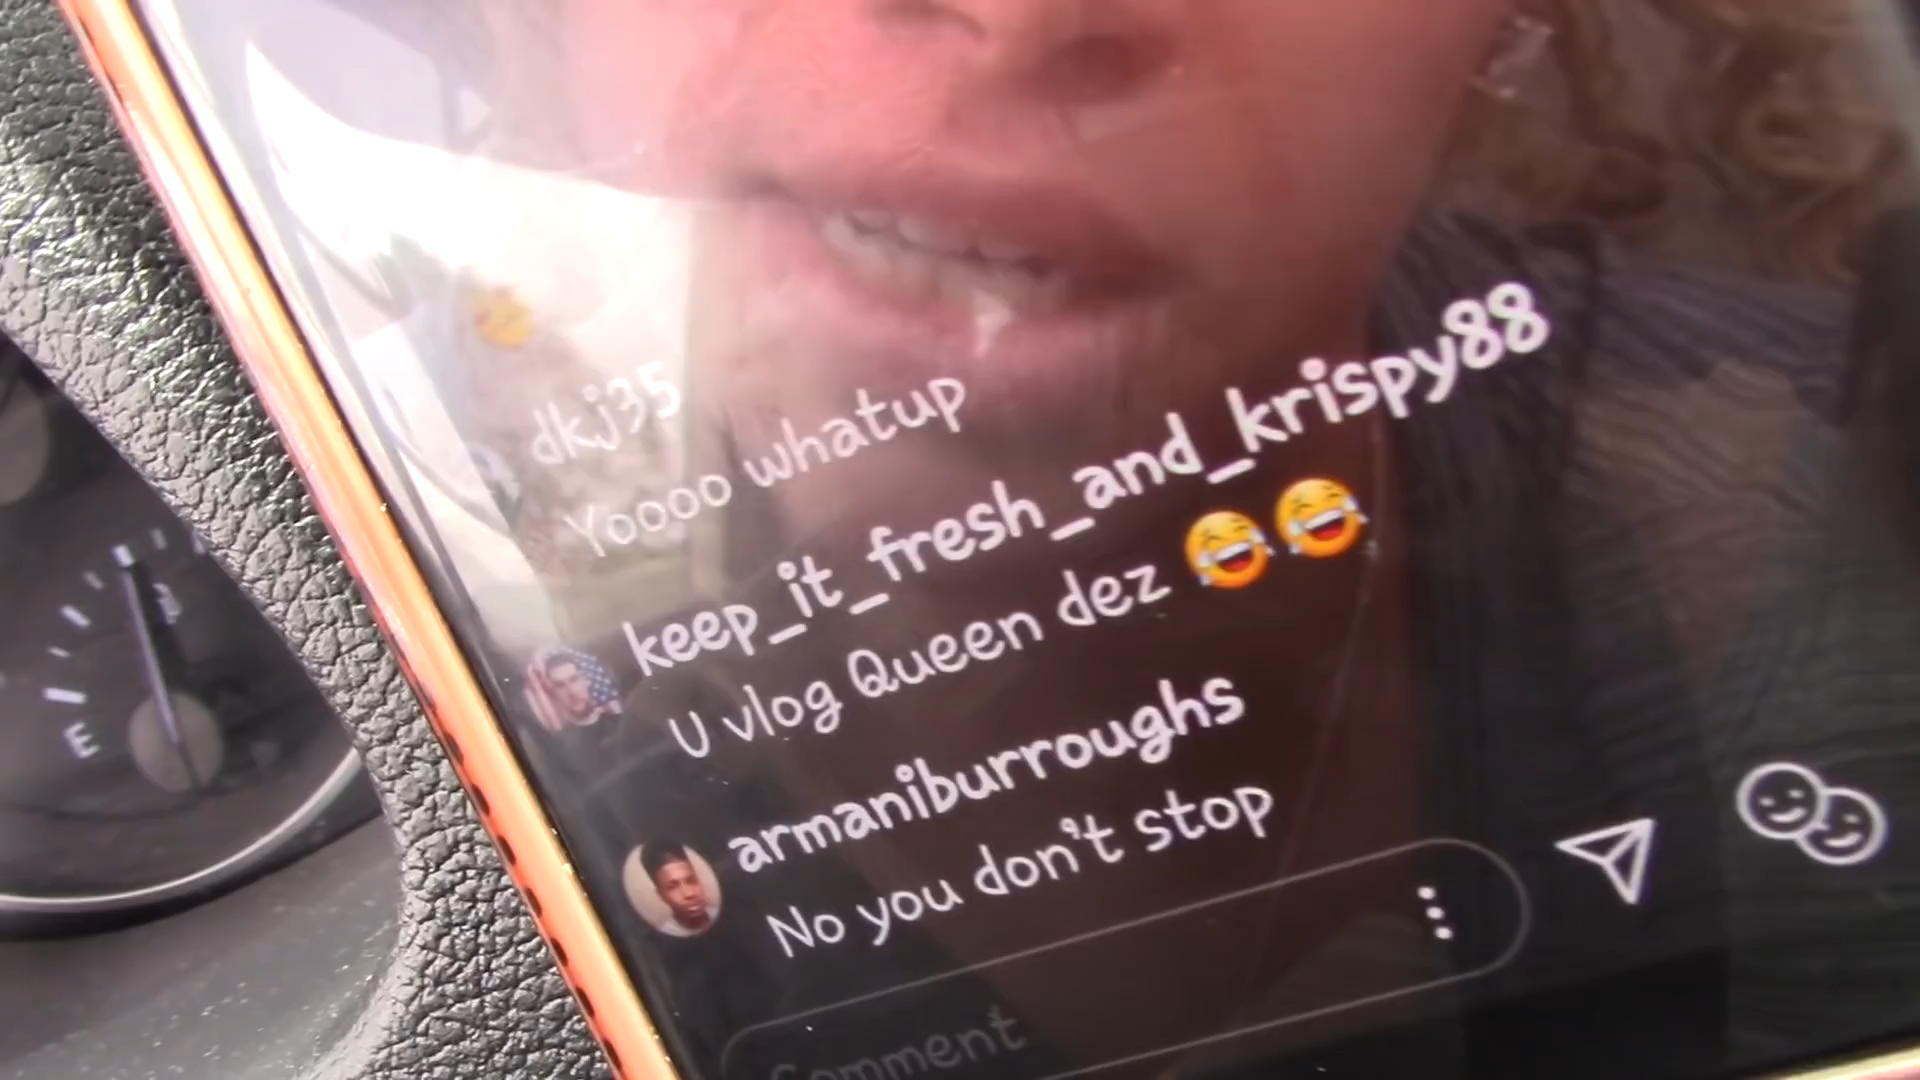 dkj35
Yoooo whatup
keep_it_fresh_and_krispy88
U vlog Queen dez 😂😂
armaniburroughs
No you don't stop
Comment
E